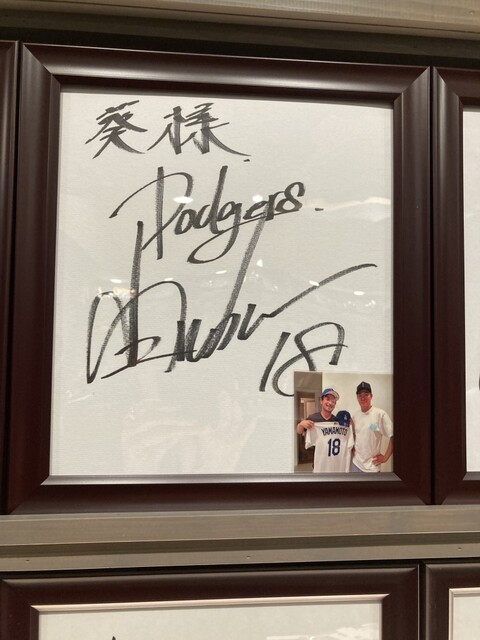 葵様
Dodgers.
18
YAMAMOTO
18